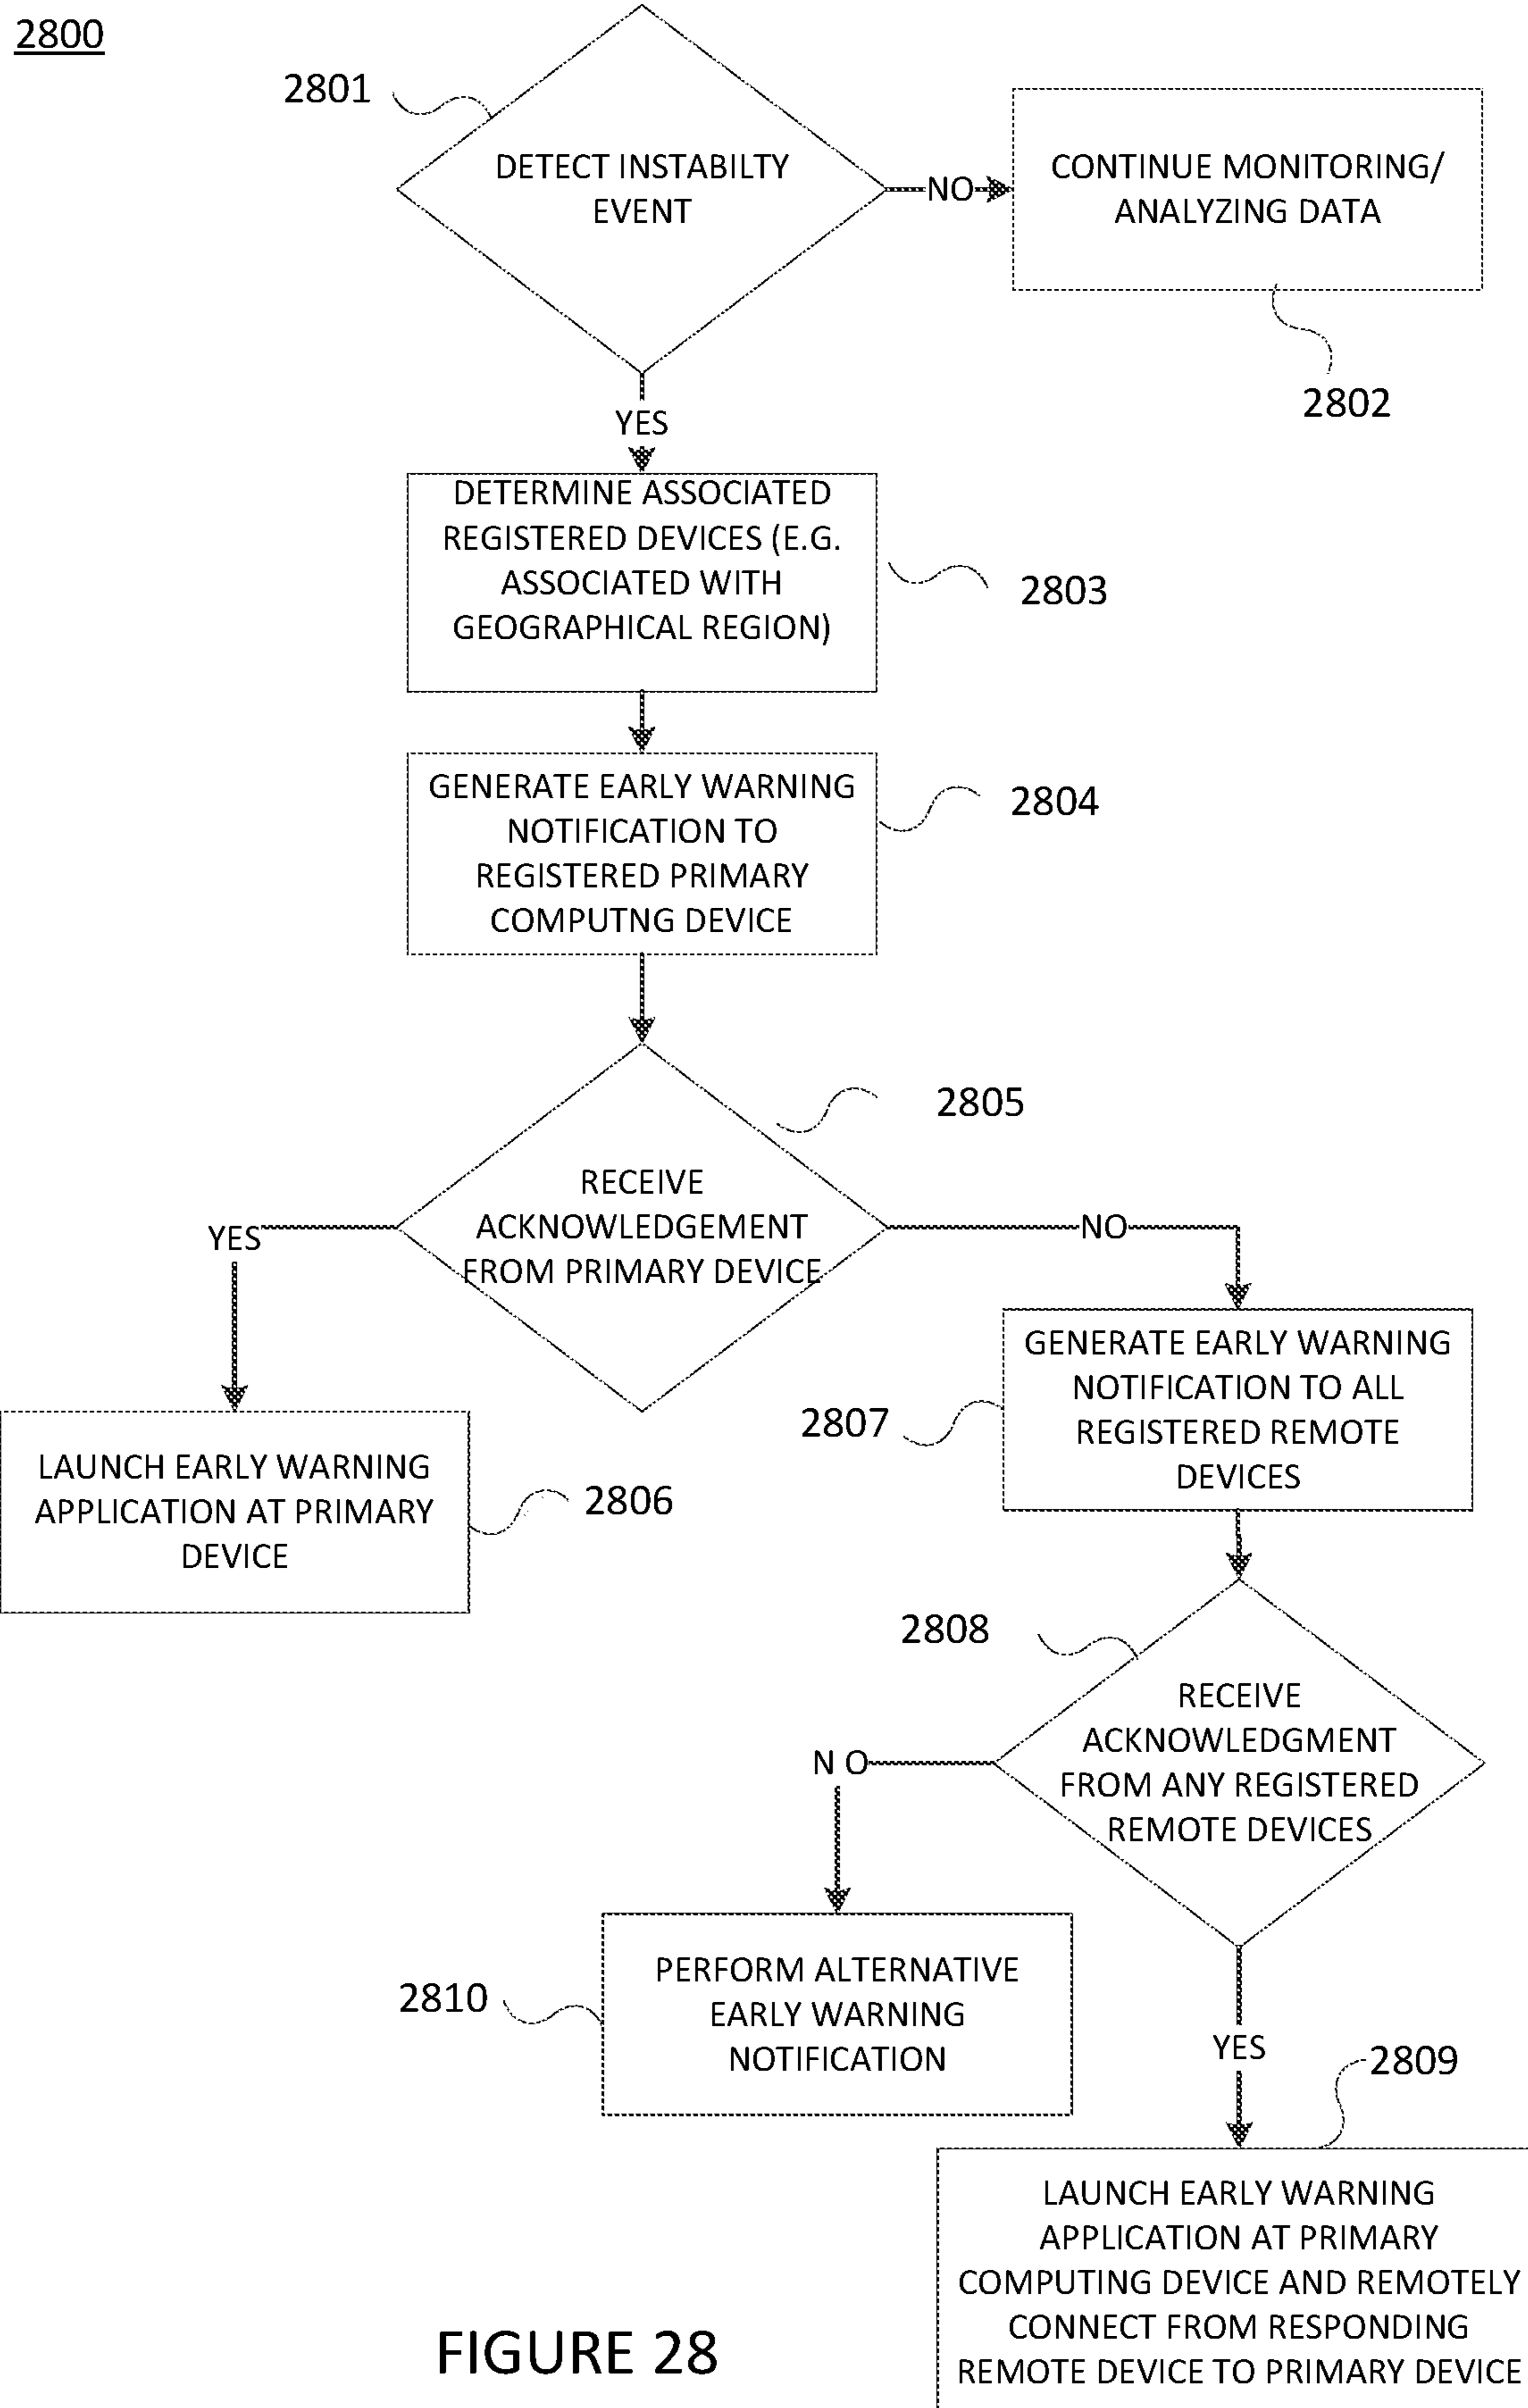 2800
2801
DETECT INSTABILTY
EVENT
NO
CONTINUE MONITORING/
ANALYZING DATA
2802
YES
DETERMINE ASSOCIATED
REGISTERED DEVICES (E.G.
ASSOCIATED WITH
GEOGRAPHICAL REGION)
2803
GENERATE EARLY WARNING
NOTIFICATION TO
REGISTERED PRIMARY
COMPUTNG DEVICE
2804
2805
RECEIVE
ACKNOWLEDGEMENT
FROM PRIMARY DEVICE
YES
NO
LAUNCH EARLY WARNING
APPLICATION AT PRIMARY
DEVICE
2806
GENERATE EARLY WARNING
NOTIFICATION TO ALL
REGISTERED REMOTE
DEVICES
2807
2808
RECEIVE
ACKNOWLEDGMENT
FROM ANY REGISTERED
REMOTE DEVICES
N O
PERFORM ALTERNATIVE
EARLY WARNING
NOTIFICATION
2810
YES
2809
LAUNCH EARLY WARNING
APPLICATION AT PRIMARY
COMPUTING DEVICE AND REMOTELY
CONNECT FROM RESPONDING
REMOTE DEVICE TO PRIMARY DEVICE
FIGURE 28